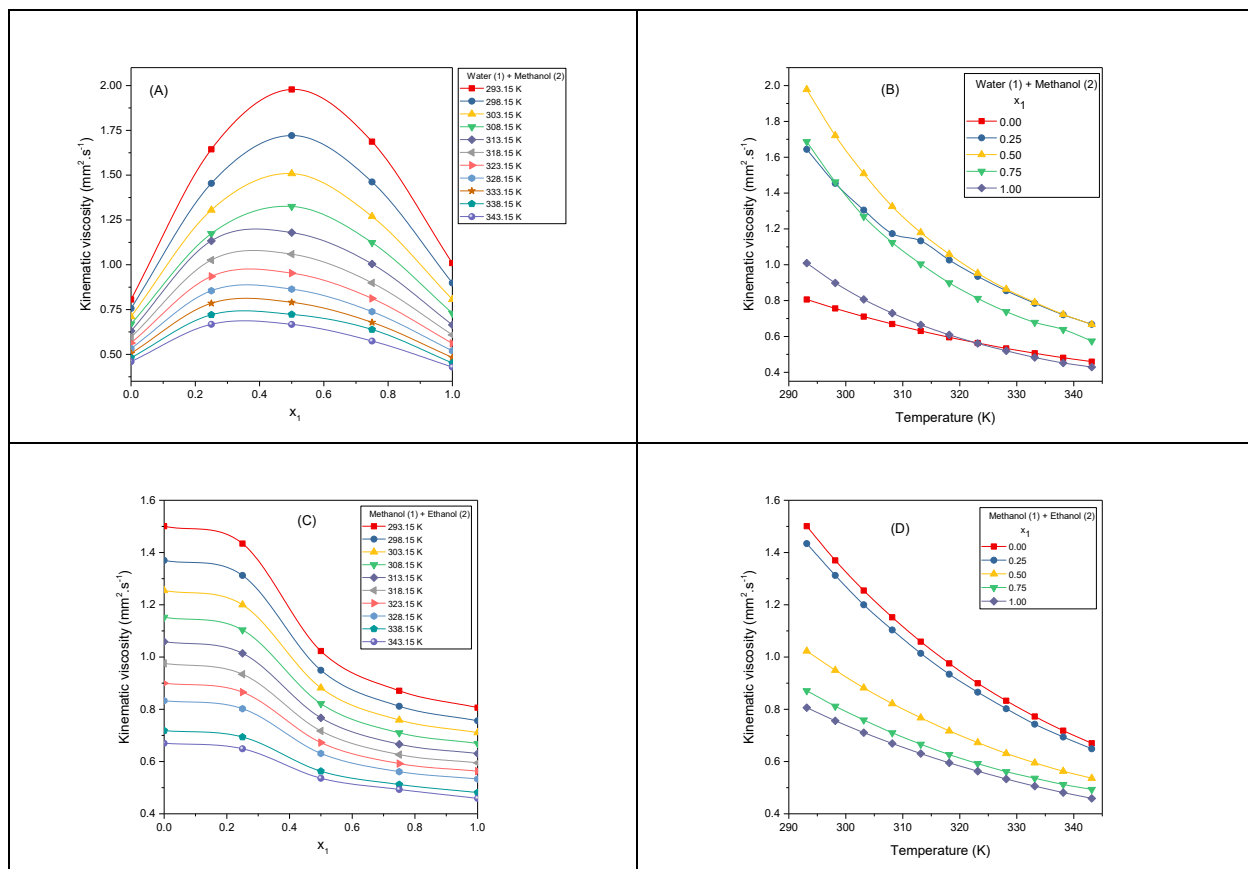 (A)
Water (1) + Methanol (2)
293.15 K
298.15 K
303.15 K
308.15 K
313.15 K
318.15 K
323.15 K
328.15 K
333.15 K
338.15 K
343.15 K
Kinematic viscosity (mm².s⁻¹)
2.00
1.75
1.50
1.25
1.00
0.75
0.50
0.0 0.2 0.4 0.6 0.8 1.0
x₁
(B)
Water (1) + Methanol (2)
x₁
0.00
0.25
0.50
0.75
1.00
Kinematic viscosity (mm².s⁻¹)
2.0
1.8
1.6
1.4
1.2
1.0
0.8
0.6
0.4
290 300 310 320 330 340
Temperature (K)
(C)
Methanol (1) + Ethanol (2)
293.15 K
298.15 K
303.15 K
308.15 K
313.15 K
318.15 K
323.15 K
328.15 K
338.15 K
343.15 K
Kinematic viscosity (mm².s⁻¹)
1.6
1.4
1.2
1.0
0.8
0.6
0.4
0.0 0.2 0.4 0.6 0.8 1.0
x₁
(D)
Methanol (1) + Ethanol (2)
x₁
0.00
0.25
0.50
0.75
1.00
Kinematic viscosity (mm².s⁻¹)
1.6
1.4
1.2
1.0
0.8
0.6
0.4
290 300 310 320 330 340
Temperature (K)